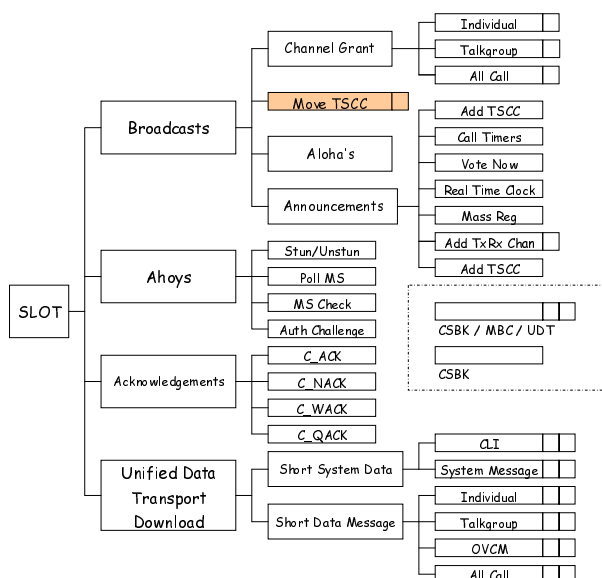 SLOT
Broadcasts
Channel Grant
Individual
Talkgroup
All Call
Move TSCC
Aloha's
Announcements
Add TSCC
Call Timers
Vote Now
Real Time Clock
Mass Reg
Add TxRx Chan
Add TSCC
Ahoys
Stun/Unstun
Poll MS
MS Check
Auth Challenge
CSBK / MBC / UDT
CSBK
Acknowledgements
C_ACK
C_NACK
C_WACK
C_QACK
Unified Data
Transport
Download
Short System Data
CLI
System Message
Short Data Message
Individual
Talkgroup
OVCM
All Call